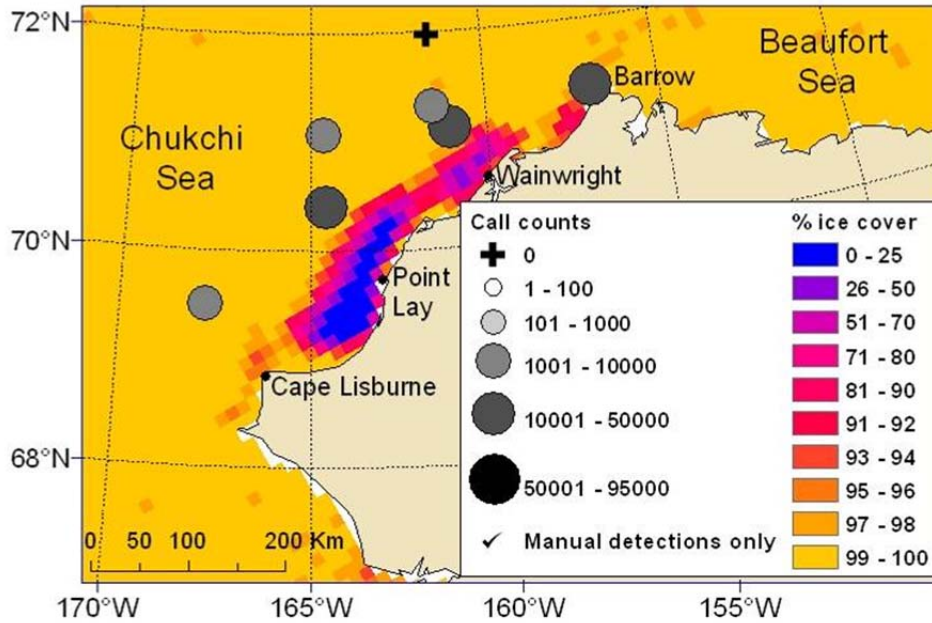 72°N
70°N
68°N
Chukchi
Sea
Beaufort
Sea
Barrow
Wainwright
Point
Lay
Cape Lisburne
0 50 100 200 Km
Call counts
0
1 - 100
101 - 1000
1001 - 10000
10001 - 50000
50001 - 95000
Manual detections only
% ice cover
0 - 25
26 - 50
51 - 70
71 - 80
81 - 90
91 - 92
93 - 94
95 - 96
97 - 98
99 - 100
170°W 165°W 160°W 155°W